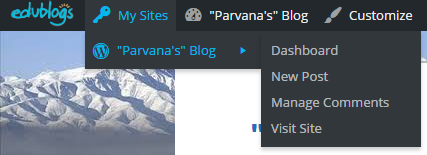 edublogs My Sites "Parvana's" Blog Customize
"Parvana's" Blog
Dashboard
New Post
Manage Comments
Visit Site
"